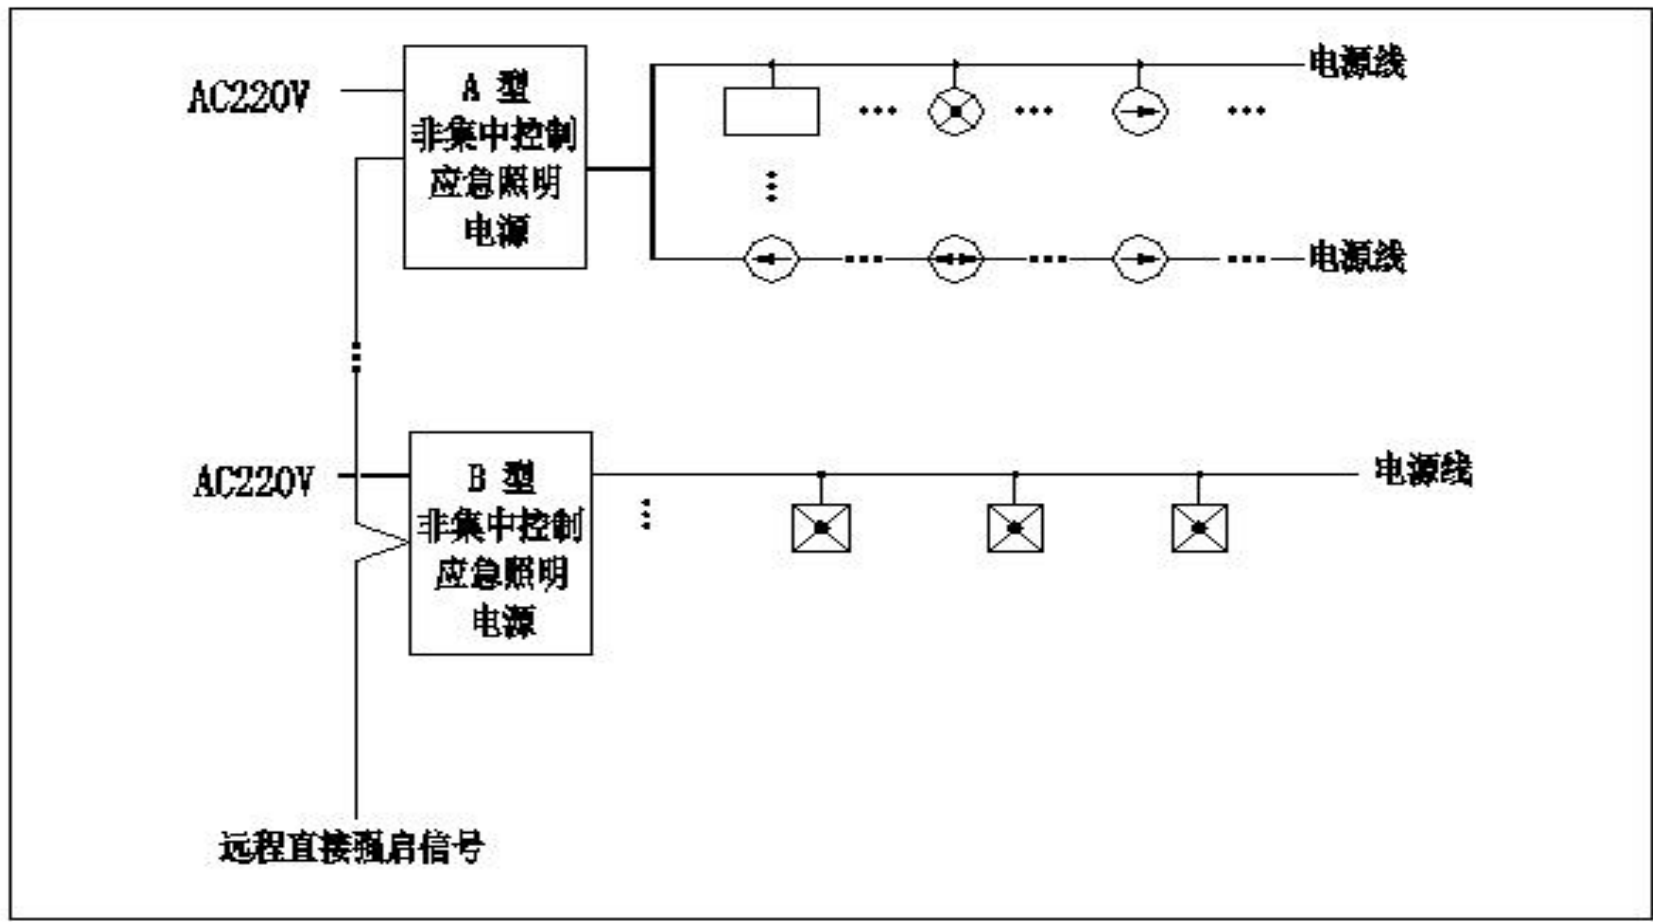 AC220V
A 型
非集中控制
应急照明
电源
电源线
电源线
AC220V
B 型
非集中控制
应急照明
电源
电源线
远程直接强启信号